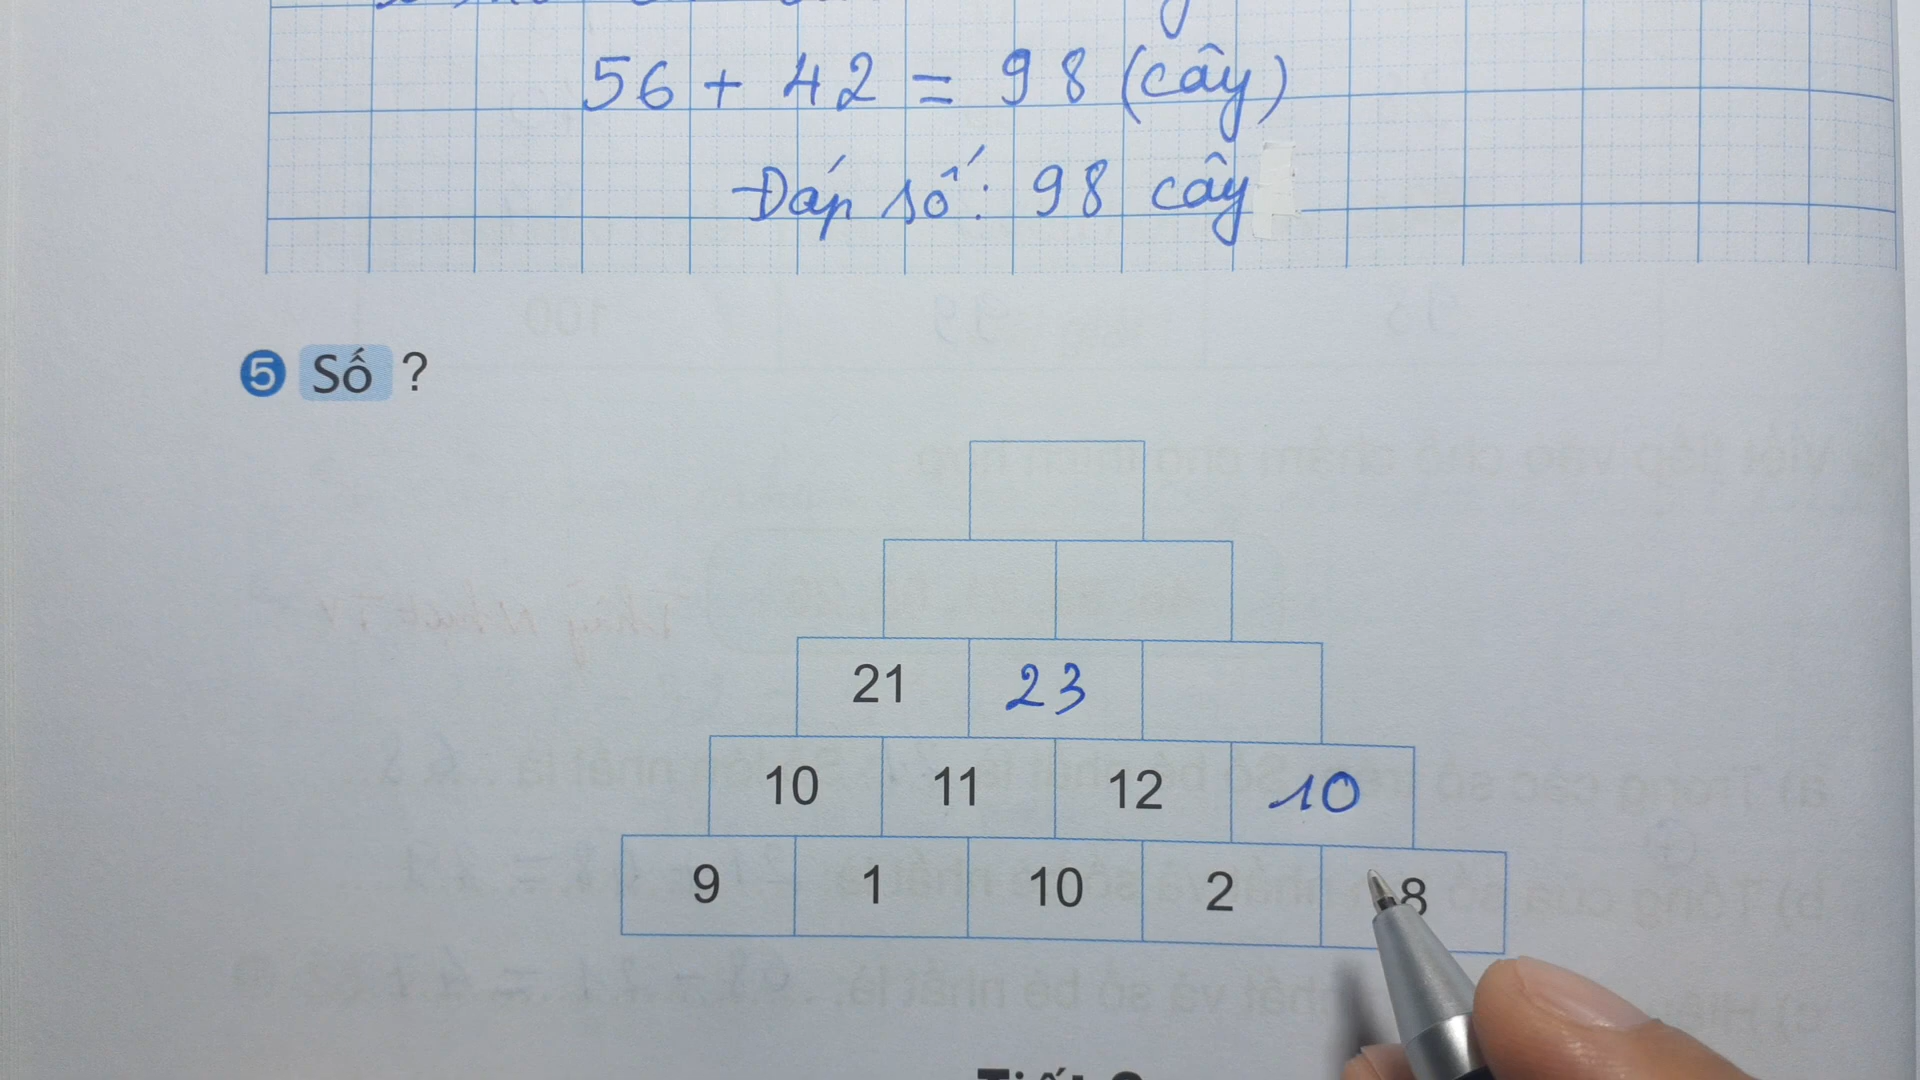 56 + 42 = 98 (cây)
Đáp số: 98 cây
5 Số ?
21 23
10 11 12 10
9 1 10 2 8